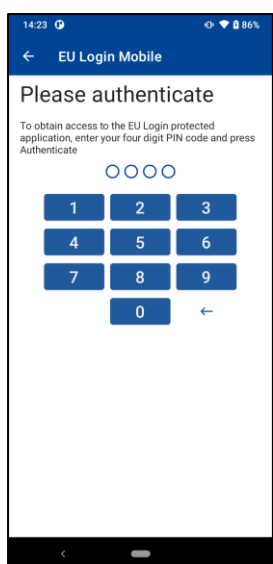 14:23 86%
EU Login Mobile
Please authenticate
To obtain access to the EU Login protected
application, enter your four digit PIN code and press
Authenticate
1 2 3
4 5 6
7 8 9
0